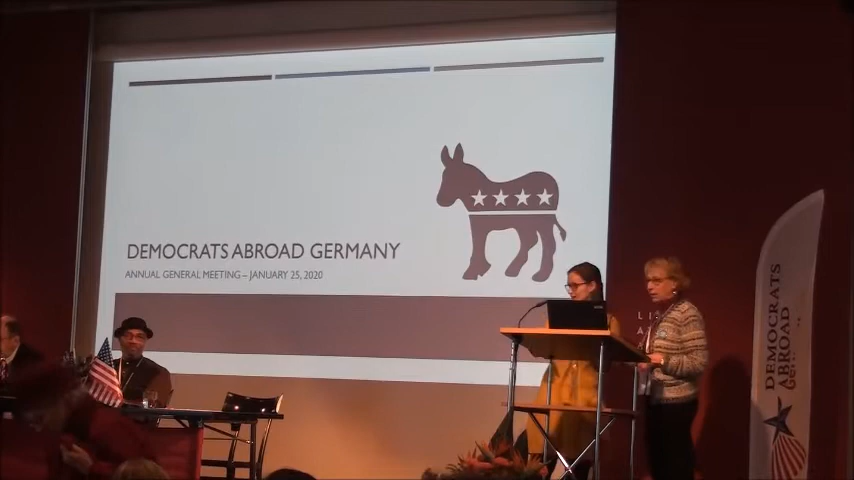 DEMOCRATS ABROAD GERMANY
ANNUAL GENERAL MEETING – JANUARY 25, 2020
DEMOCRATS
ABROAD